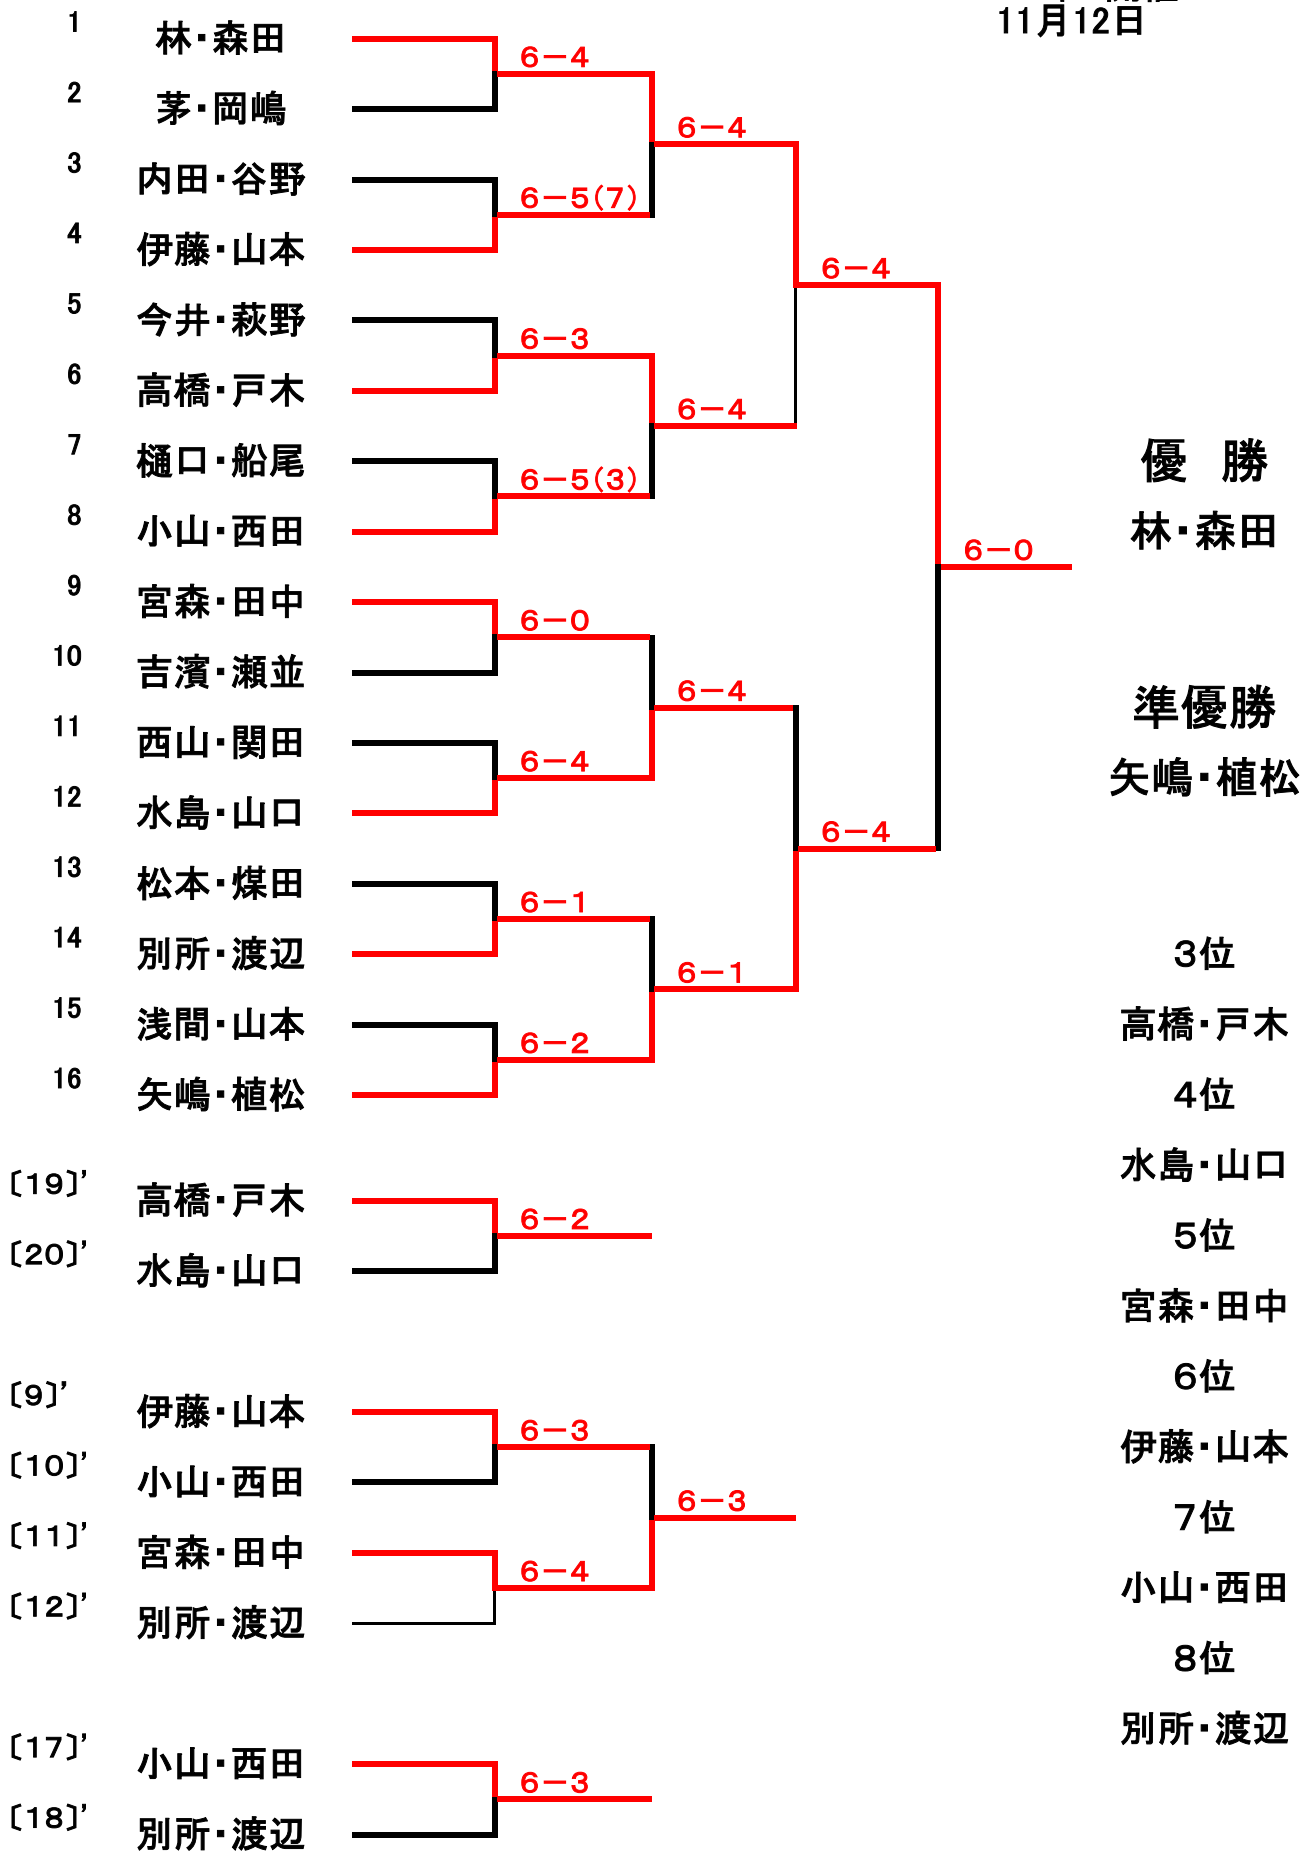 11月12日
1 林・森田
6－4
2 茅・岡嶋
6－4
3 内田・谷野
6－5(7)
4 伊藤・山本
6－4
5 今井・萩野
6－3
6 高橋・戸木
6－4
7 樋口・船尾
優　勝
6－5(3)
8 小山・西田
林・森田
6－0
9 宮森・田中
6－0
10 吉濱・瀬並
6－4
準優勝
11 西山・関田
6－4
矢嶋・植松
12 水島・山口
6－4
13 松本・煤田
6－1
14 別所・渡辺
3位
6－1
15 浅間・山本
高橋・戸木
6－2
16 矢嶋・植松
4位
水島・山口
〔19〕’ 高橋・戸木
6－2
5位
〔20〕’ 水島・山口
宮森・田中
6位
〔9〕’ 伊藤・山本
6－3
伊藤・山本
〔10〕’ 小山・西田
6－3
7位
〔11〕’ 宮森・田中
6－4
小山・西田
〔12〕’ 別所・渡辺
8位
別所・渡辺
〔17〕’ 小山・西田
6－3
〔18〕’ 別所・渡辺